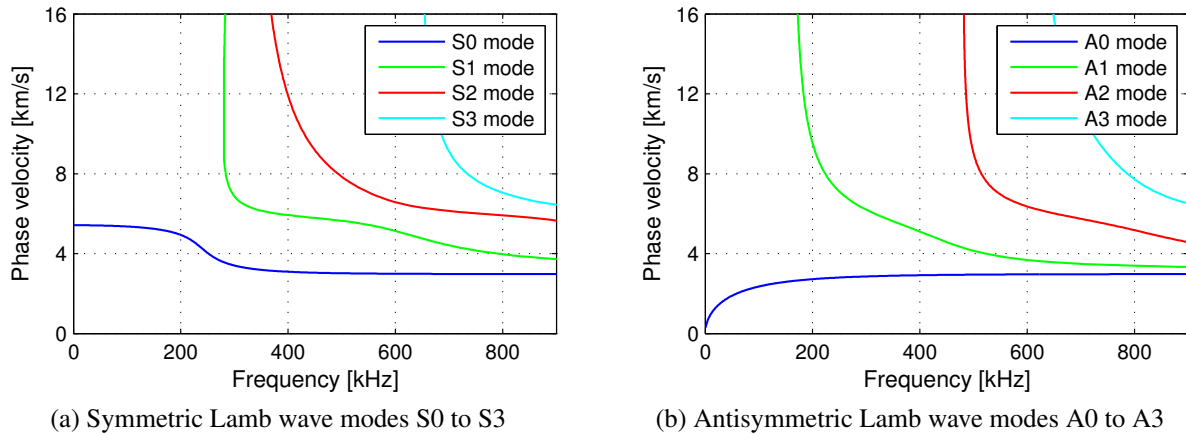 16
12
8
4
0
Phase velocity [km/s]
S0 mode
S1 mode
S2 mode
S3 mode
0 200 400 600 800
Frequency [kHz]
(a) Symmetric Lamb wave modes S0 to S3
16
12
8
4
0
Phase velocity [km/s]
A0 mode
A1 mode
A2 mode
A3 mode
0 200 400 600 800
Frequency [kHz]
(b) Antisymmetric Lamb wave modes A0 to A3